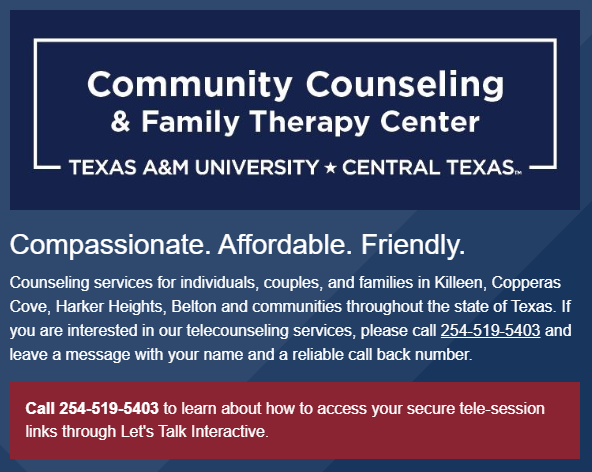 Community Counseling
& Family Therapy Center
TEXAS A&M UNIVERSITY ★ CENTRAL TEXAS™
Compassionate. Affordable. Friendly.
Counseling services for individuals, couples, and families in Killeen, Copperas
Cove, Harker Heights, Belton and communities throughout the state of Texas. If
you are interested in our telecounseling services, please call 254-519-5403 and
leave a message with your name and a reliable call back number.
Call 254-519-5403 to learn about how to access your secure tele-session
links through Let's Talk Interactive.